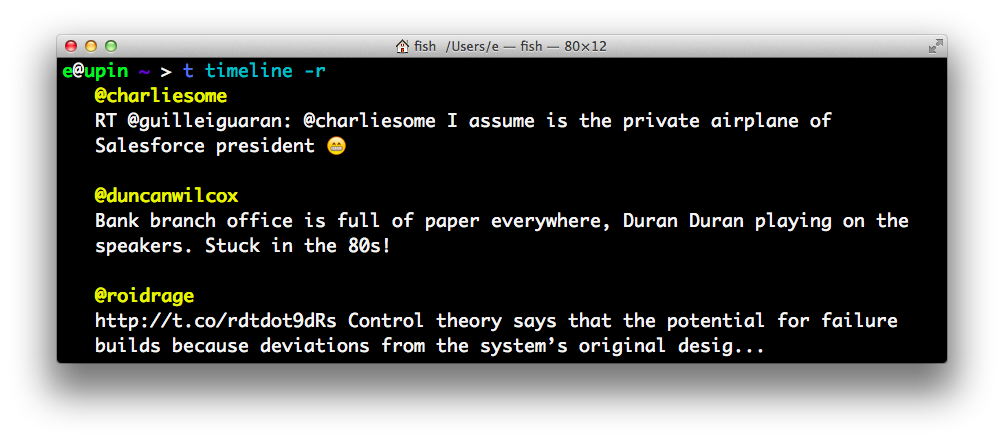 fish /Users/e — fish — 80×12
e@upin ~ > t timeline -r
@charliesome
RT @guilleiguaran: @charliesome I assume is the private airplane of
Salesforce president 😁
@duncanwilcox
Bank branch office is full of paper everywhere, Duran Duran playing on the
speakers. Stuck in the 80s!
@roidrage
http://t.co/rdtdot9dRs Control theory says that the potential for failure
builds because deviations from the system’s original desig...